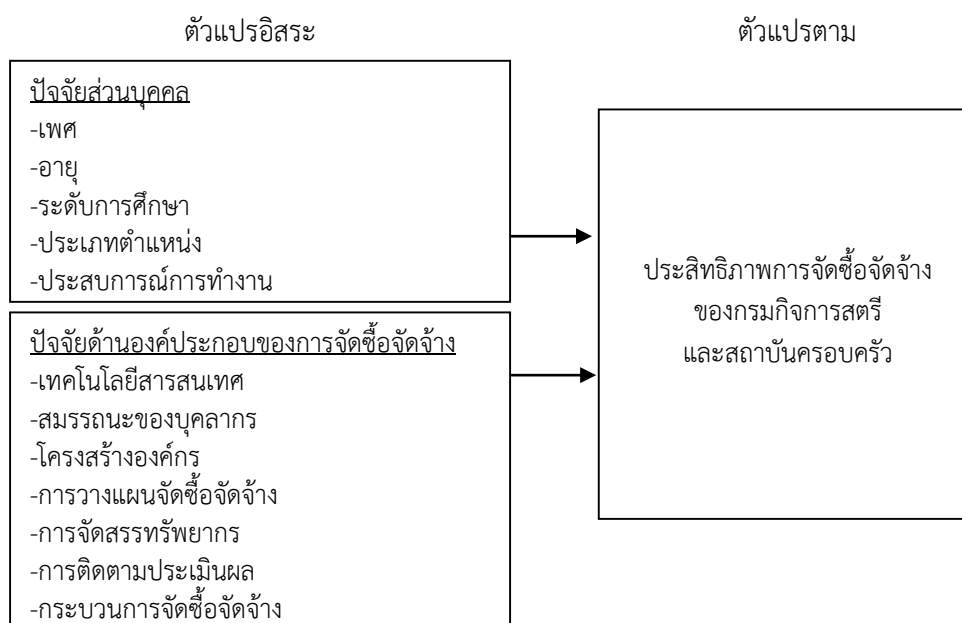 ตัวแปรอิสระ
ตัวแปรตาม
ปัจจัยส่วนบุคคล
-เพศ
-อายุ
-ระดับการศึกษา
-ประเภทตำแหน่ง
-ประสบการณ์การทำงาน
ปัจจัยด้านองค์ประกอบของการจัดซื้อจัดจ้าง
-เทคโนโลยีสารสนเทศ
-สมรรถนะของบุคลากร
-โครงสร้างองค์กร
-การวางแผนจัดซื้อจัดจ้าง
-การจัดสรรทรัพยากร
-การติดตามประเมินผล
-กระบวนการจัดซื้อจัดจ้าง
ประสิทธิภาพการจัดซื้อจัดจ้าง
ของกรมกิจการสตรี
และสถาบันครอบครัว